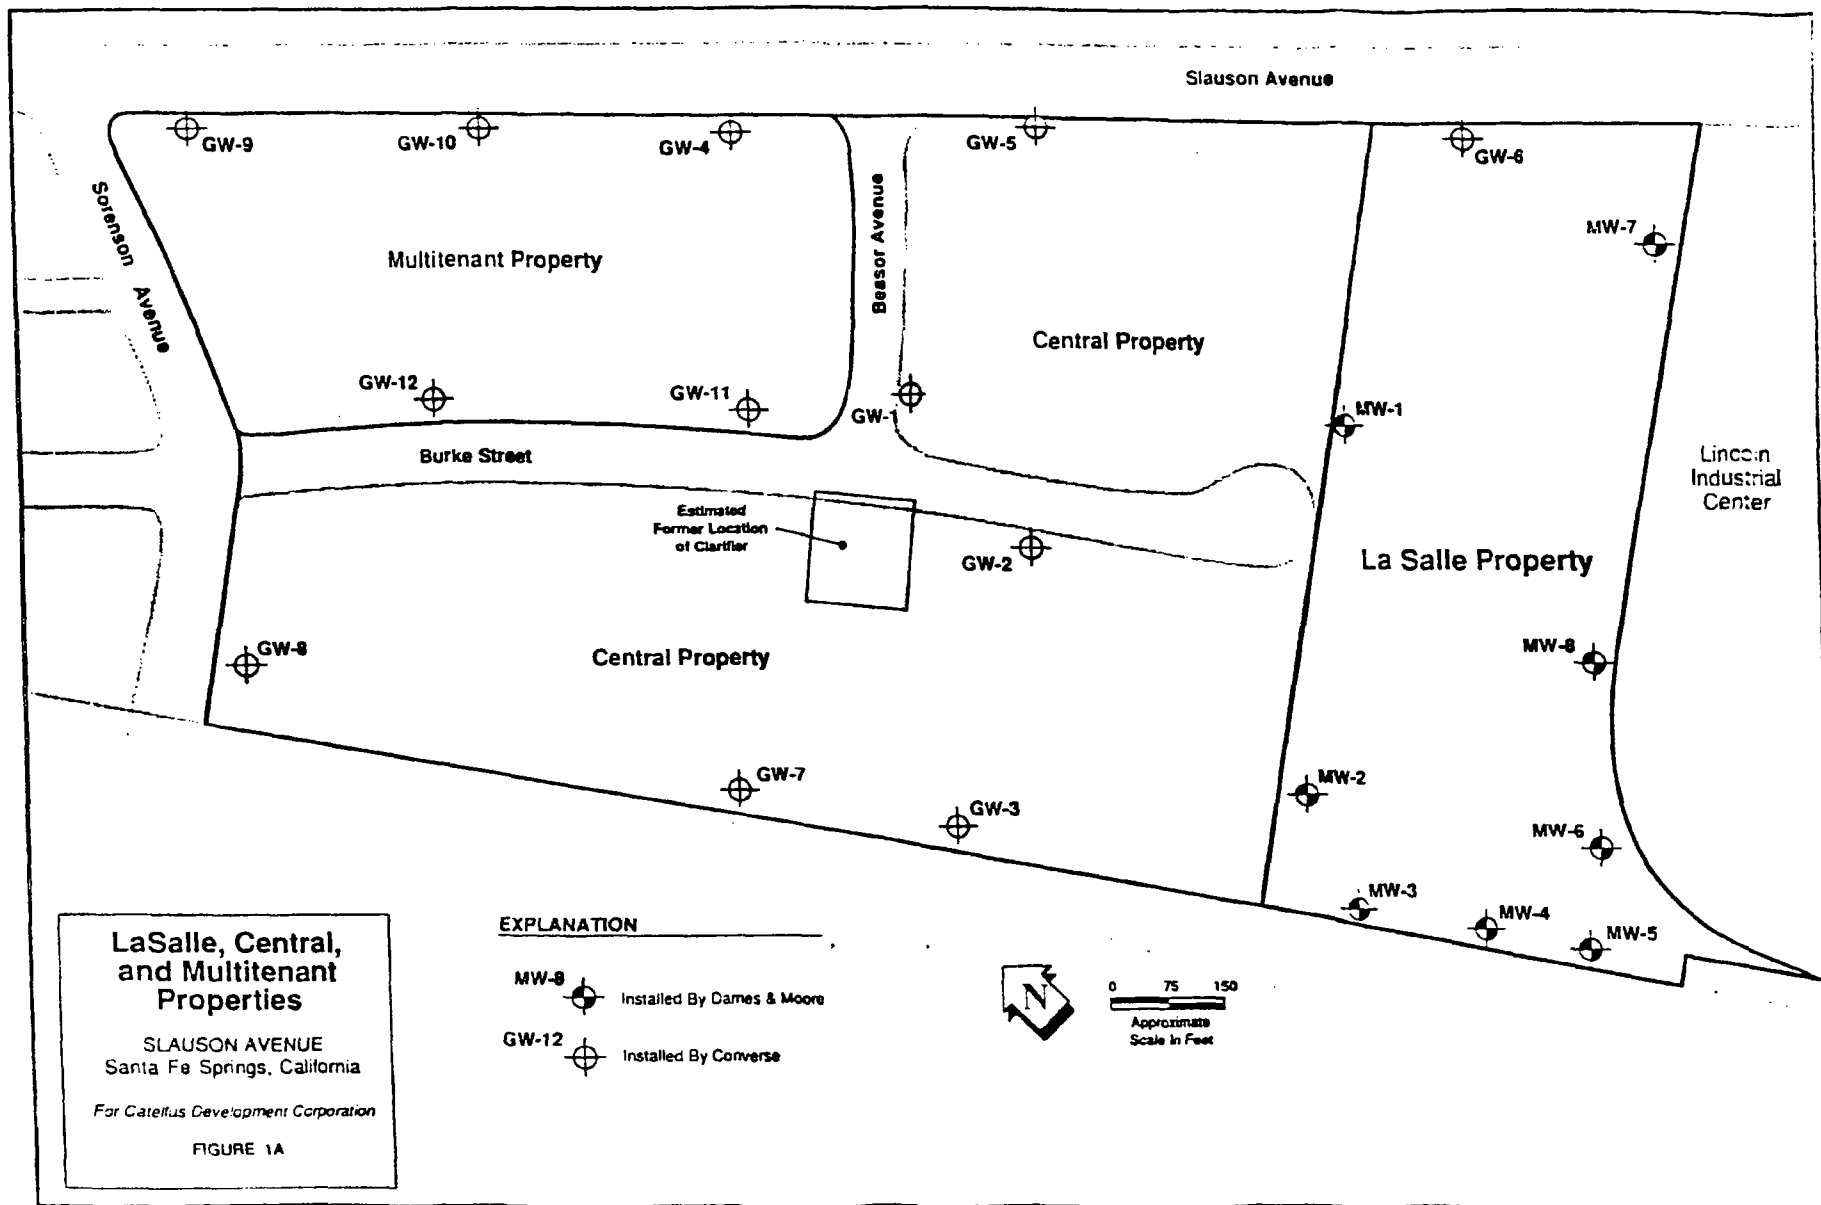 Slauson Avenue
GW-9
GW-10
GW-4
GW-5
GW-6
MW-7
Sorenson Avenue
Multitenant Property
Beasor Avenue
Central Property
GW-12
GW-11
GW-1
MW-1
Burke Street
Lincoln
Industrial
Center
Estimated
Former Location
of Clarifier
GW-2
La Salle Property
GW-8
Central Property
MW-8
GW-7
MW-2
GW-3
MW-6
MW-3
MW-4
MW-5
LaSalle, Central,
and Multitenant
Properties
SLAUSON AVENUE
Santa Fe Springs, California
For Catellus Development Corporation
FIGURE 1A
EXPLANATION
MW-8
Installed By Dames & Moore
GW-12
Installed By Converse
N
0 75 150
Approximate
Scale In Feet